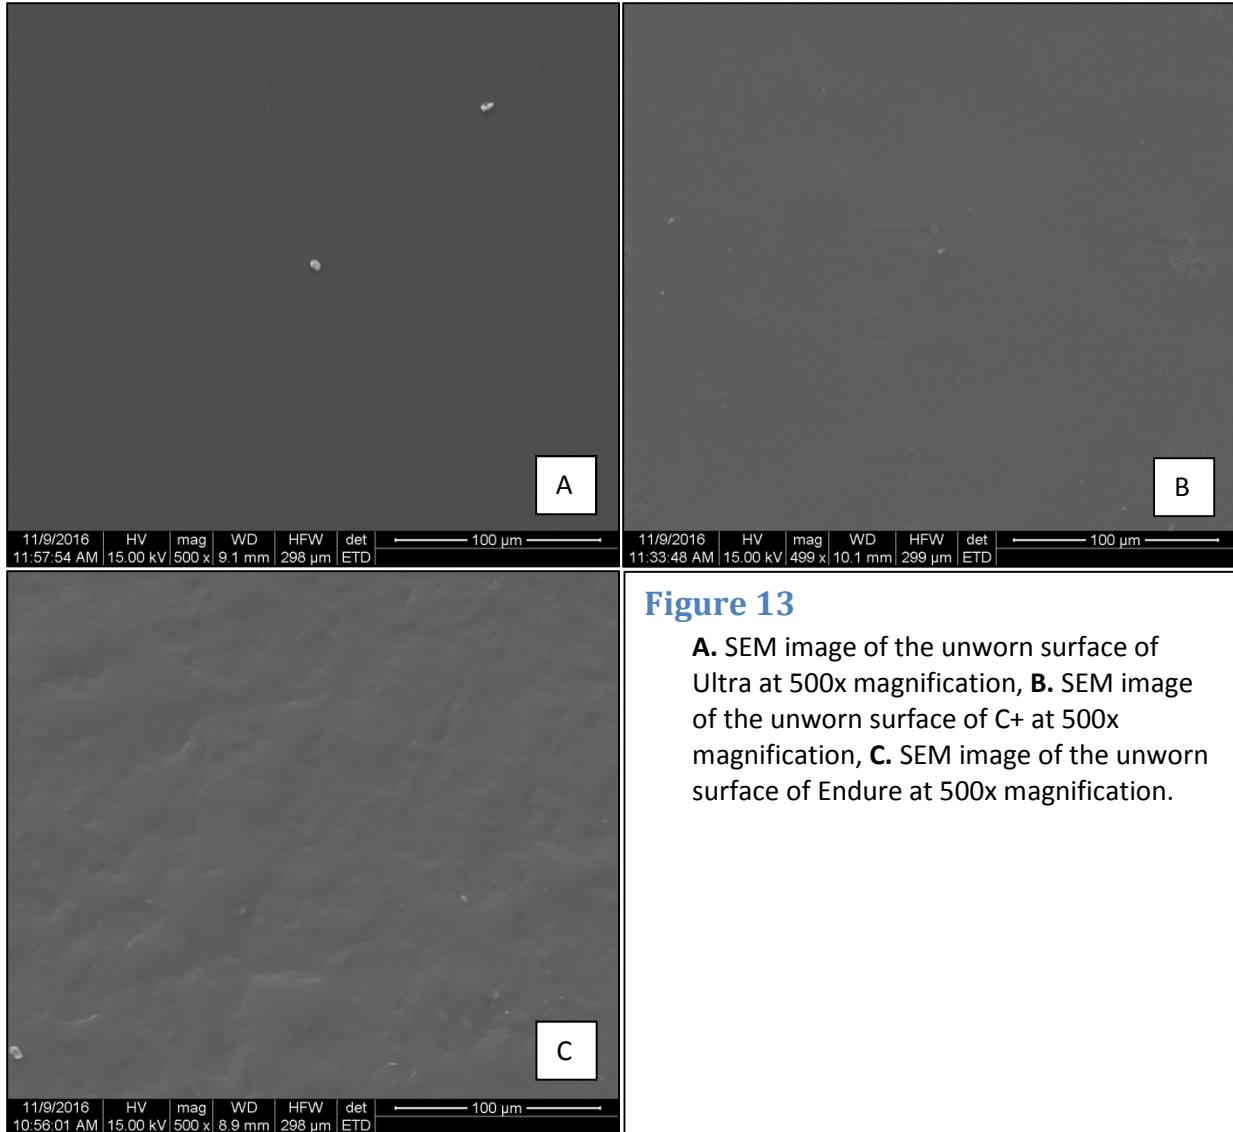 A
11/9/2016 HV mag WD HFW det 100 µm
11:57:54 AM 15.00 kV 500 x 9.1 mm 298 µm ETD
B
11/9/2016 HV mag WD HFW det 100 µm
11:33:48 AM 15.00 kV 499 x 10.1 mm 299 µm ETD
C
11/9/2016 HV mag WD HFW det 100 µm
10:56:01 AM 15.00 kV 500 x 8.9 mm 298 µm ETD
Figure 13
A. SEM image of the unworn surface of
Ultra at 500x magnification, B. SEM image
of the unworn surface of C+ at 500x
magnification, C. SEM image of the unworn
surface of Endure at 500x magnification.